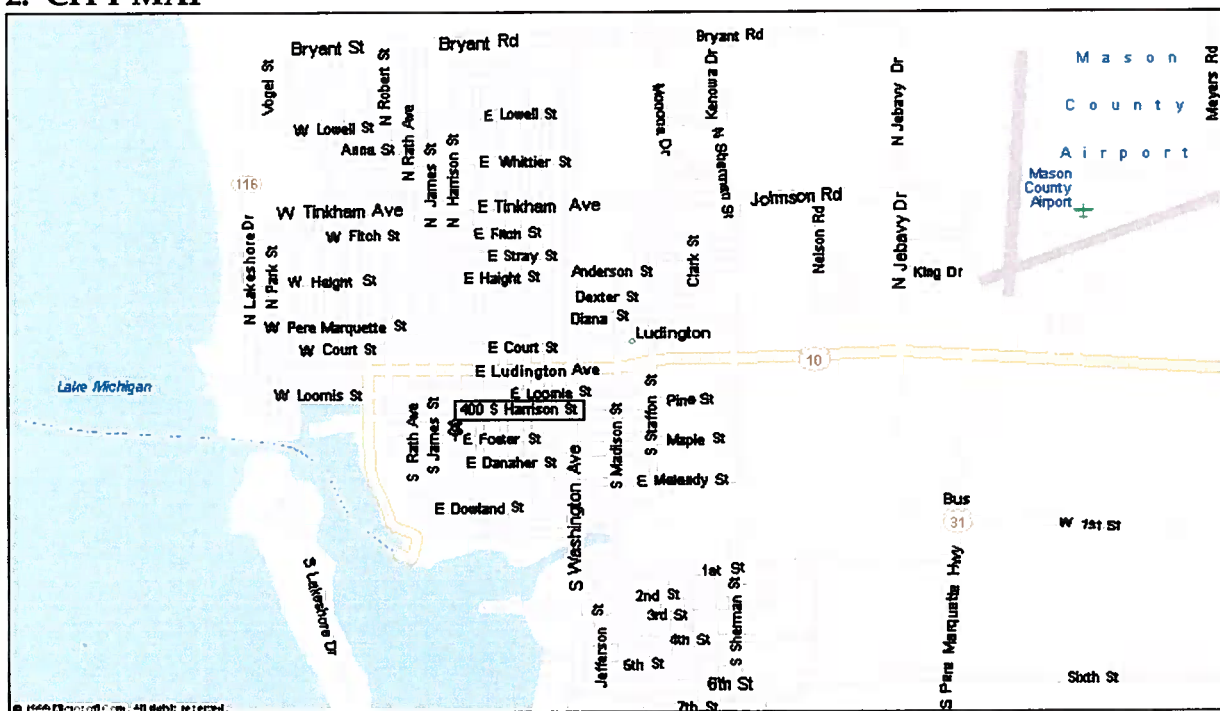 2. CITY MAP
Bryant St
Bryant Rd
Bryant Rd
Vogel St
N Robert St
Kenowa Dr
N Jebavy Dr
Mason
County
Airport
Meyers Rd
W Lowell St
E Lowell St
Monona Dr
Anna St
N Rath Ave
N James St
N Harrison St
E Whittier St
N Sherman St
Mason
County
Airport
116
W Tinkham Ave
E Tinkham Ave
Johnson Rd
W Fitch St
E Fitch St
N Lakeshore Dr
N Park St
E Stray St
Clark St
Nelson Rd
N Jebavy Dr
King Dr
W Height St
E Haight St
Anderson St
Dexter St
Diana St
W Pere Marquette St
Ludington
W Court St
E Court St
10
E Ludington Ave
Lake Michigan
W Loomis St
E Loomis St
400 S Harrison St
S Rath Ave
S James St
S Madison St
S Staffon St
Pine St
E Foster St
Maple St
E Danaher St
E Melendy St
E Dowland St
S Washington Ave
Bus
31
W 1st St
S Lakeshore Dr
1st St
2nd St
3rd St
4th St
5th St
6th St
7th St
Jefferson St
S Sherman St
S Pere Marquette Hwy
Sixth St
All rights reserved.